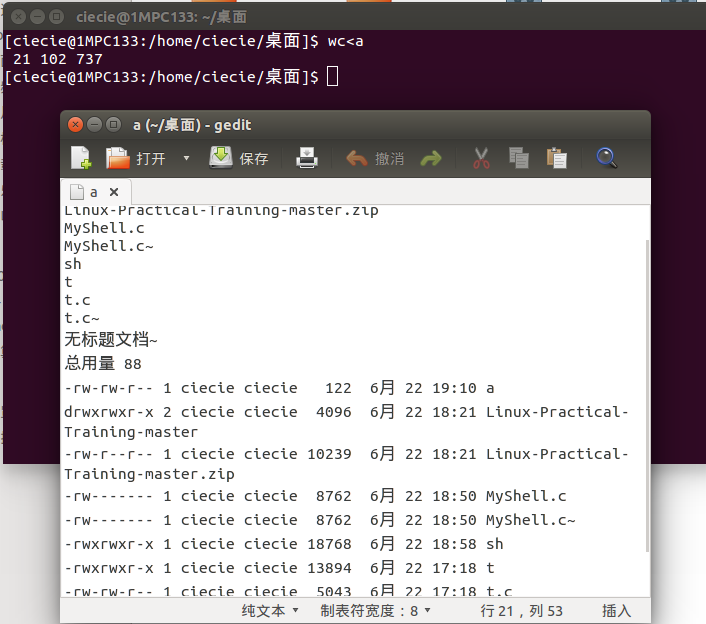 ciecie@1MPC133: ~/桌面
[ciecie@1MPC133:/home/ciecie/桌面]$ wc<a
21 102 737
[ciecie@1MPC133:/home/ciecie/桌面]$
a (~/桌面) - gedit
打开 保存 撤消
a
Linux-Practical-Training-master.zip
MyShell.c
MyShell.c~
sh
t
t.c
t.c~
无标题文档~
总用量 88
-rw-rw-r-- 1 ciecie ciecie   122  6月 22 19:10 a
drwxrwxr-x 2 ciecie ciecie  4096  6月 22 18:21 Linux-Practical-
Training-master
-rw-r--r-- 1 ciecie ciecie 10239  6月 22 18:21 Linux-Practical-
Training-master.zip
-rw------- 1 ciecie ciecie  8762  6月 22 18:50 MyShell.c
-rw------- 1 ciecie ciecie  8762  6月 22 18:50 MyShell.c~
-rwxrwxr-x 1 ciecie ciecie 18768  6月 22 18:58 sh
-rwxrwxr-x 1 ciecie ciecie 13894  6月 22 17:18 t
-rw-rw-r-- 1 ciecie ciecie  5043  6月 22 17:18 t.c
纯文本 制表符宽度：8 行 21，列 53 插入